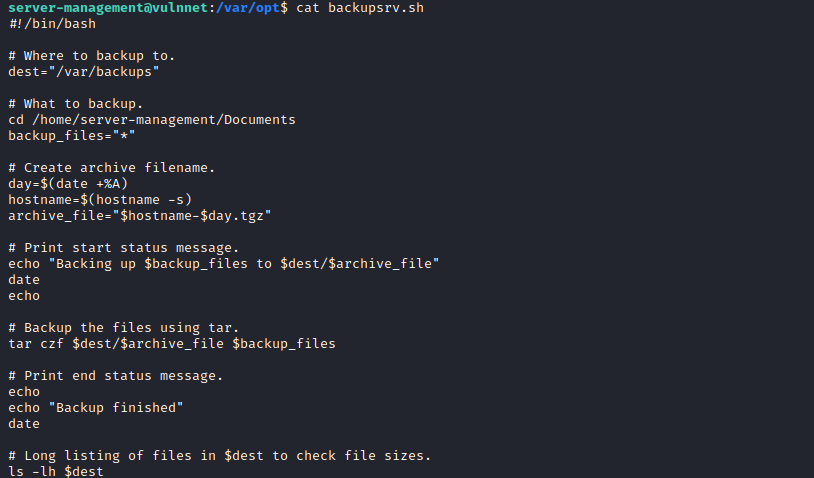 server-management@vulnnet:/var/opt$ cat backupsrv.sh
#!/bin/bash
# Where to backup to.
dest="/var/backups"
# What to backup.
cd /home/server-management/Documents
backup_files="*"
# Create archive filename.
day=$(date +%A)
hostname=$(hostname -s)
archive_file="$hostname-$day.tgz"
# Print start status message.
echo "Backing up $backup_files to $dest/$archive_file"
date
echo
# Backup the files using tar.
tar czf $dest/$archive_file $backup_files
# Print end status message.
echo
echo "Backup finished"
date
# Long listing of files in $dest to check file sizes.
ls -lh $dest